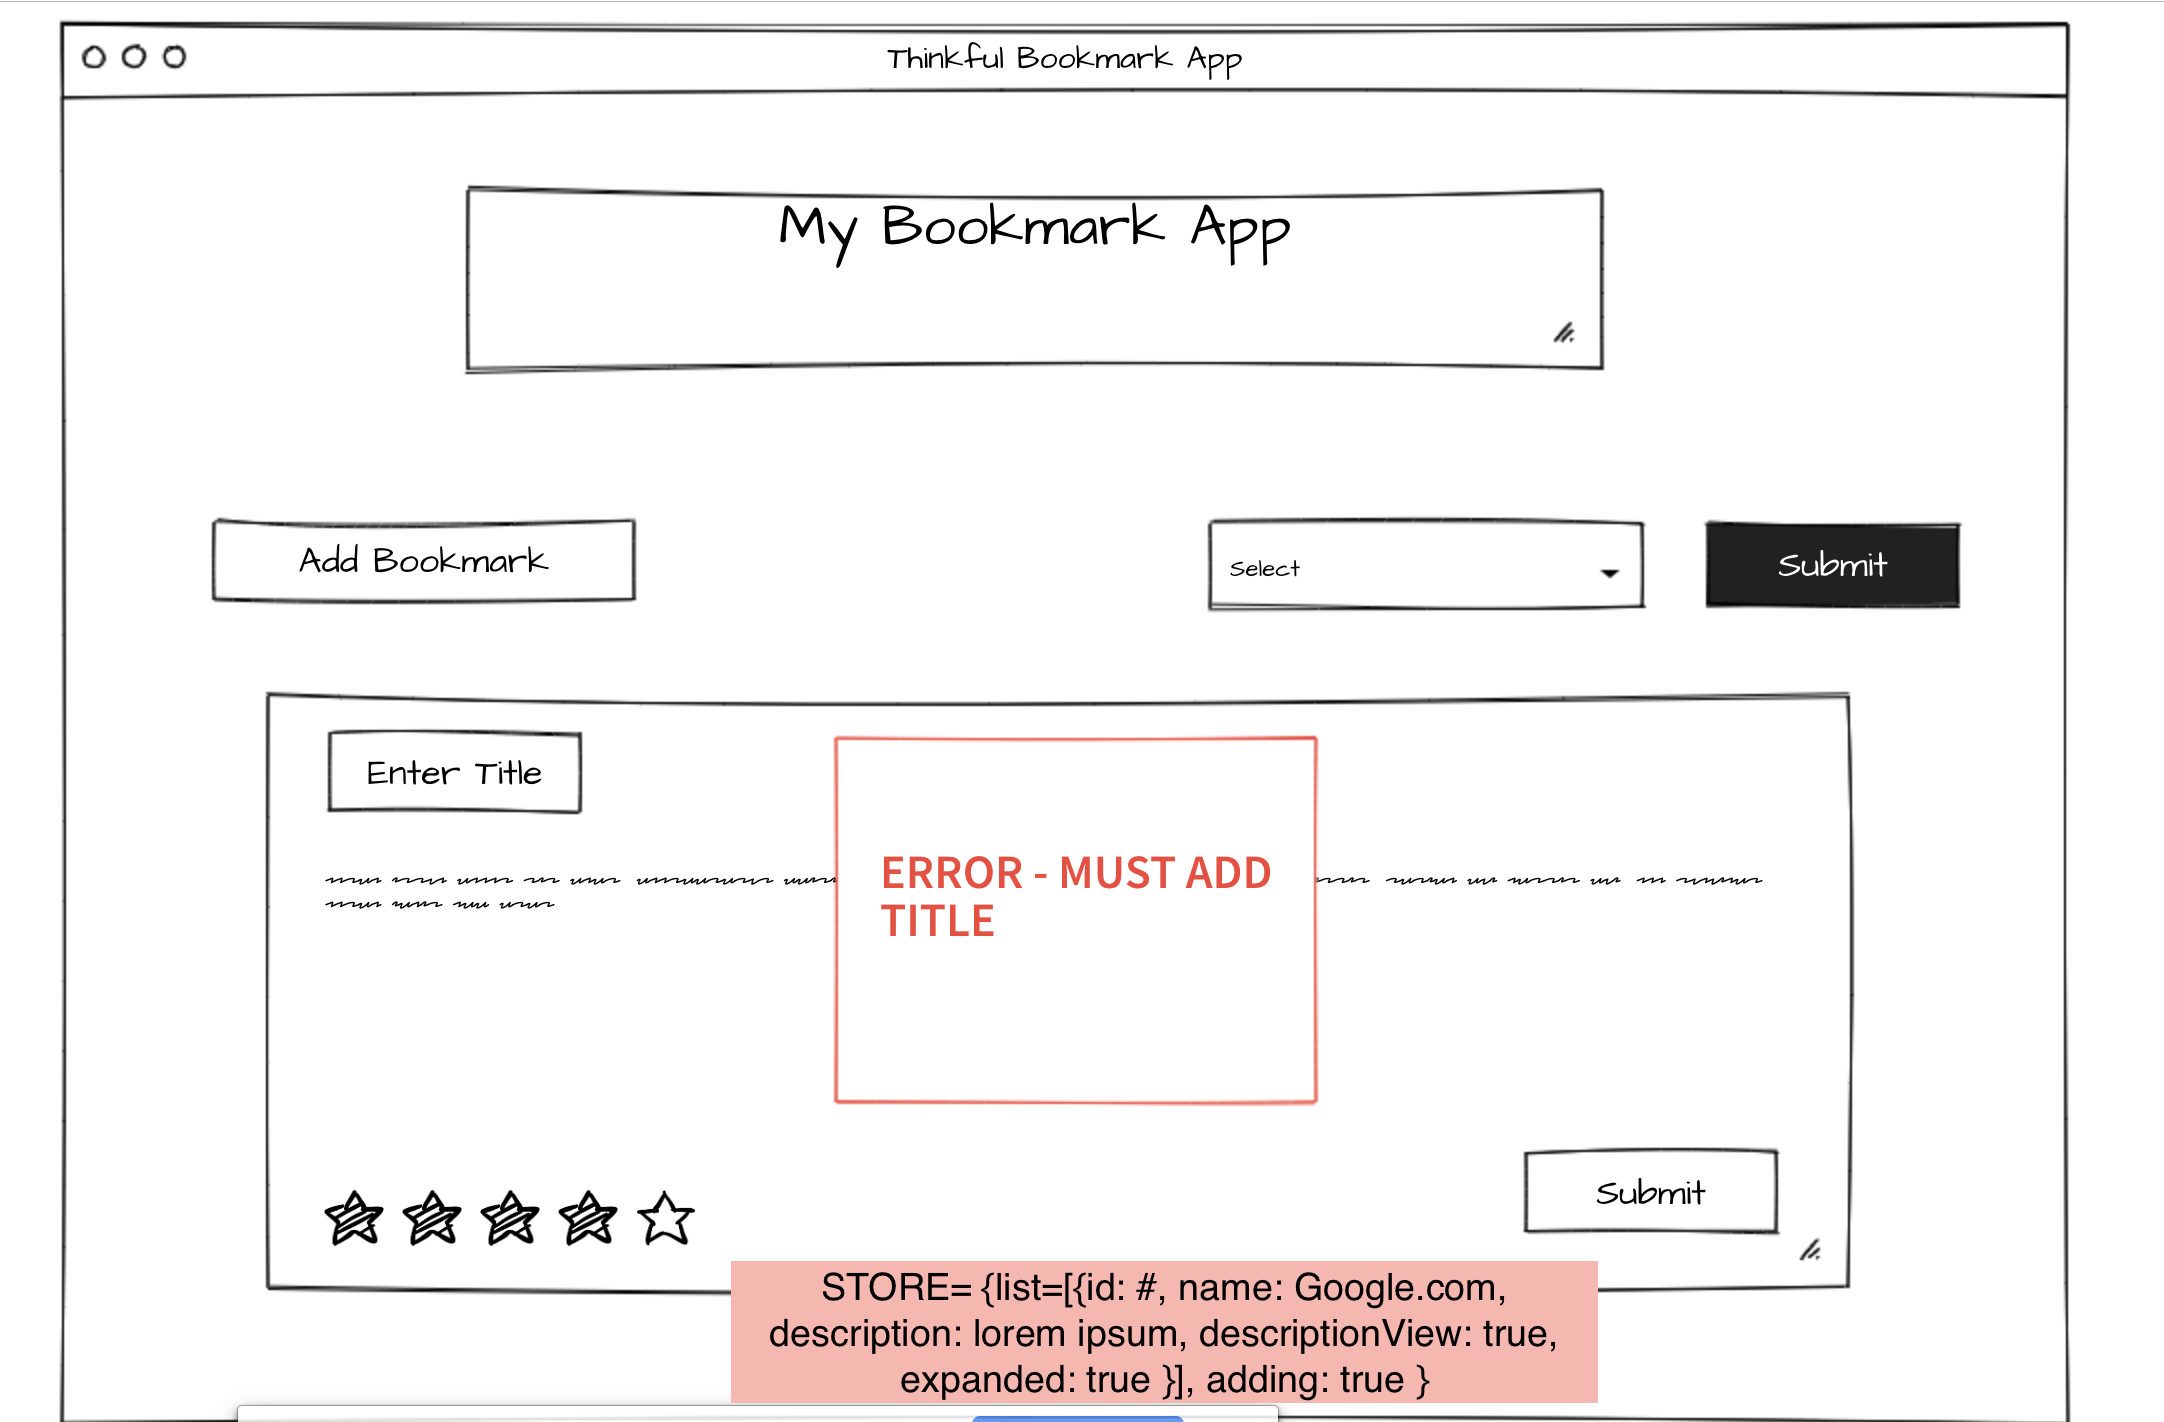 Thinkful Bookmark App
My Bookmark App
Add Bookmark
Select
Submit
Enter Title
ERROR - MUST ADD
TITLE
Submit
STORE= {list=[{id: #, name: Google.com,
description: lorem ipsum, descriptionView: true,
expanded: true }], adding: true }